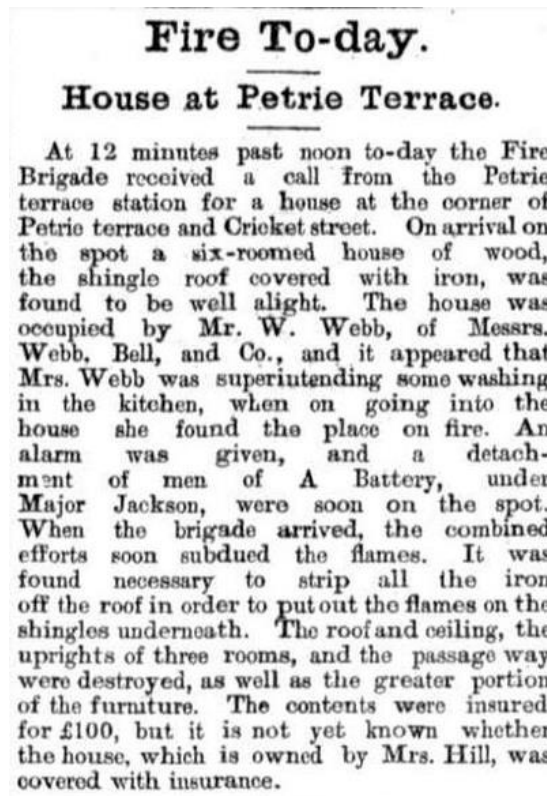 Fire To-day.
House at Petrie Terrace.
At 12 minutes past noon to-day the Fire
Brigade received a call from the Petrie
terrace station for a house at the corner of
Petrie terrace and Cricket street. On arrival on
the spot a six-roomed house of wood,
the shingle roof covered with iron, was
found to be well alight. The house was
occupied by Mr. W. Webb, of Messrs.
Webb, Bell, and Co., and it appeared that
Mrs. Webb was superintending some washing
in the kitchen, when on going into the
house she found the place on fire. An
alarm was given, and a detach-
ment of men of A Battery, under
Major Jackson, were soon on the spot.
When the brigade arrived, the combined
efforts soon subdued the flames. It was
found necessary to strip all the iron
off the roof in order to put out the flames on the
shingles underneath. The roof and ceiling, the
uprights of three rooms, and the passage way
were destroyed, as well as the greater portion
of the furniture. The contents were insured
for £100, but it is not yet known whether
the house, which is owned by Mrs. Hill, was
covered with insurance.